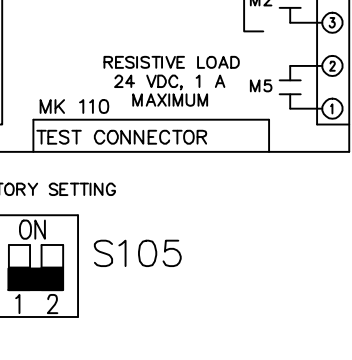 M2
3
RESISTIVE LOAD
24 VDC, 1 A
MAXIMUM
2
M5
1
MK 110
TEST CONNECTOR
TORY SETTING
ON
S105
1 2